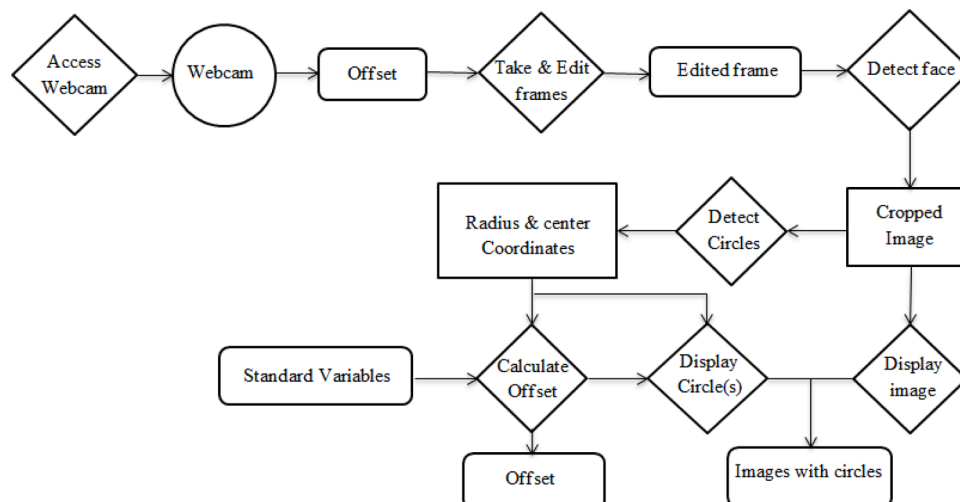 Access
Webcam
Webcam
Offset
Take & Edit
frames
Edited frame
Detect face
Radius & center
Coordinates
Detect
Circles
Cropped
Image
Standard Variables
Calculate
Offset
Display
Circle(s)
Display
image
Offset
Images with circles